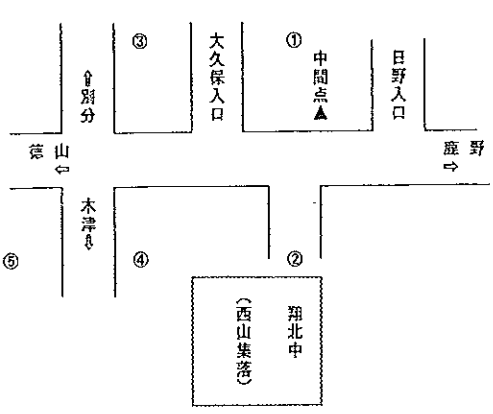 ③
大久保入口
①
中間点▲
日野入口
⇧別分
徳山⇦
鹿野⇨
木津⇩
⑤
④
②
翔北中
(西山集落)